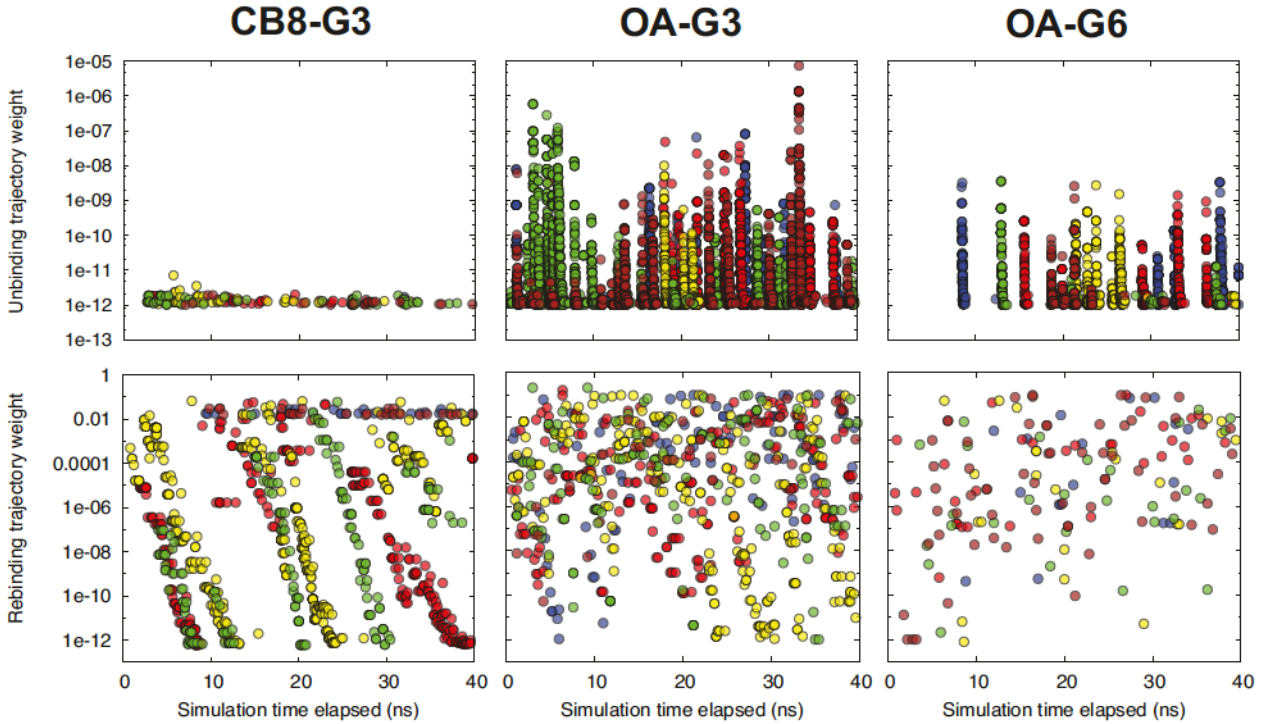 CB8-G3 OA-G3 OA-G6
Unbinding trajectory weight
1e-05
1e-06
1e-07
1e-08
1e-09
1e-10
1e-11
1e-12
1e-13
Rebinding trajectory weight
1
0.01
0.0001
1e-06
1e-08
1e-10
1e-12
0 10 20 30 40 0 10 20 30 40 0 10 20 30 40
Simulation time elapsed (ns) Simulation time elapsed (ns) Simulation time elapsed (ns)